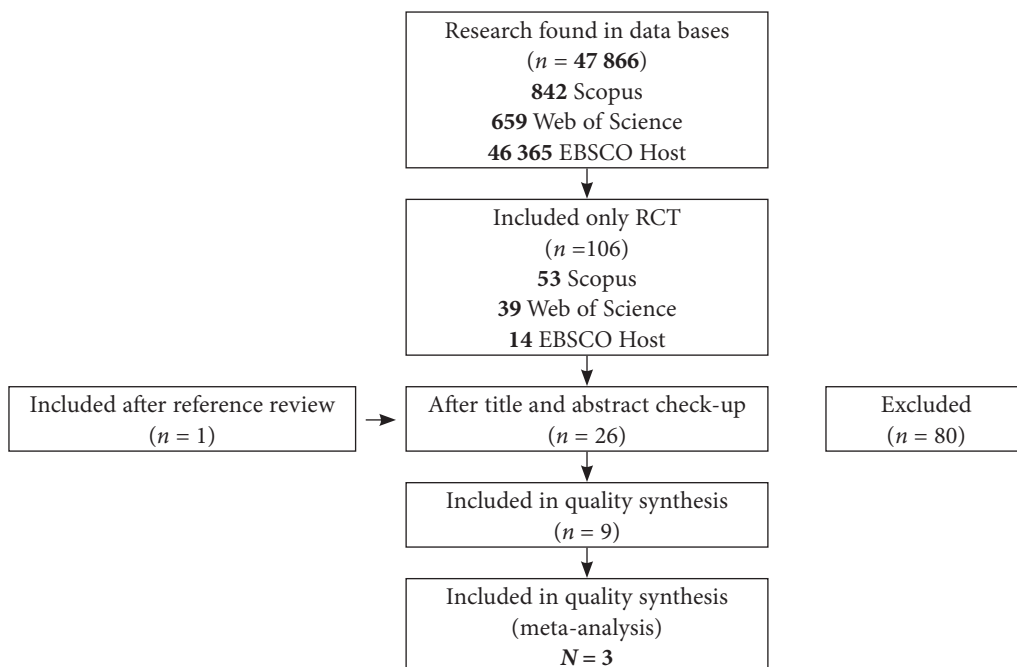 Research found in data bases
(n = 47 866)
842 Scopus
659 Web of Science
46 365 EBSCO Host
Included only RCT
(n =106)
53 Scopus
39 Web of Science
14 EBSCO Host
Included after reference review
(n = 1)
After title and abstract check-up
(n = 26)
Excluded
(n = 80)
Included in quality synthesis
(n = 9)
Included in quality synthesis
(meta-analysis)
N = 3